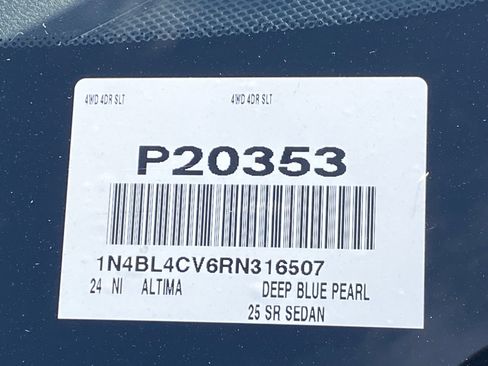 4WD 4DR SLT 4WD 4DR SLT
P20353
1N4BL4CV6RN316507
24 NI ALTIMA DEEP BLUE PEARL
25 SR SEDAN